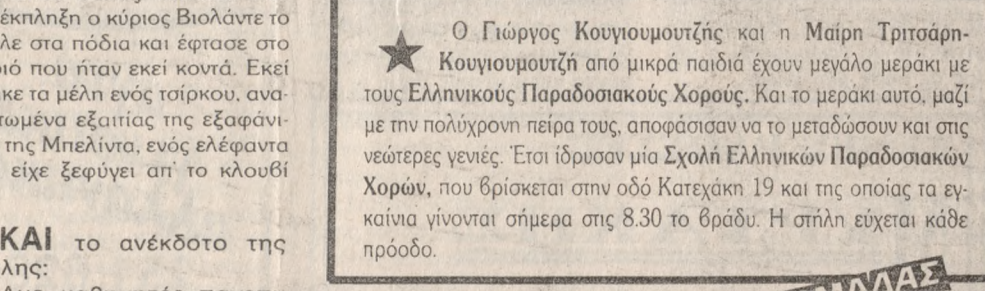 έκπληξη ο κύριος Βιολάντε το
λε στα πόδια και έφτασε στο
ιό που ήταν εκεί κοντά. Εκεί
κε τα μέλη ενός τσίρκου, ανα-
τωμένα εξαιτίας της εξαφάνι-
της Μπελίντα, ενός ελέφαντα
είχε ξεφύγει απ' το κλουβί
ΚΑΙ το ανέκδοτο της
λης:
Ο Γιώργος Κουγιουμουτζής και η Μαίρη Τριτσάρη-
Κουγιουμουτζή από μικρά παιδιά έχουν μεγάλο μεράκι με
τους Ελληνικούς Παραδοσιακούς Χορούς. Και το μεράκι αυτό, μαζί
με την πολύχρονη πείρα τους, αποφάσισαν να το μεταδώσουν και στις
νεώτερες γενιές. Έτσι ίδρυσαν μία Σχολή Ελληνικών Παραδοσιακών
Χορών, που βρίσκεται στην οδό Κατεχάκη 19 και της οποίας τα εγ-
καίνια γίνονται σήμερα στις 8.30 το βράδυ. Η στήλη εύχεται κάθε
πρόοδο.